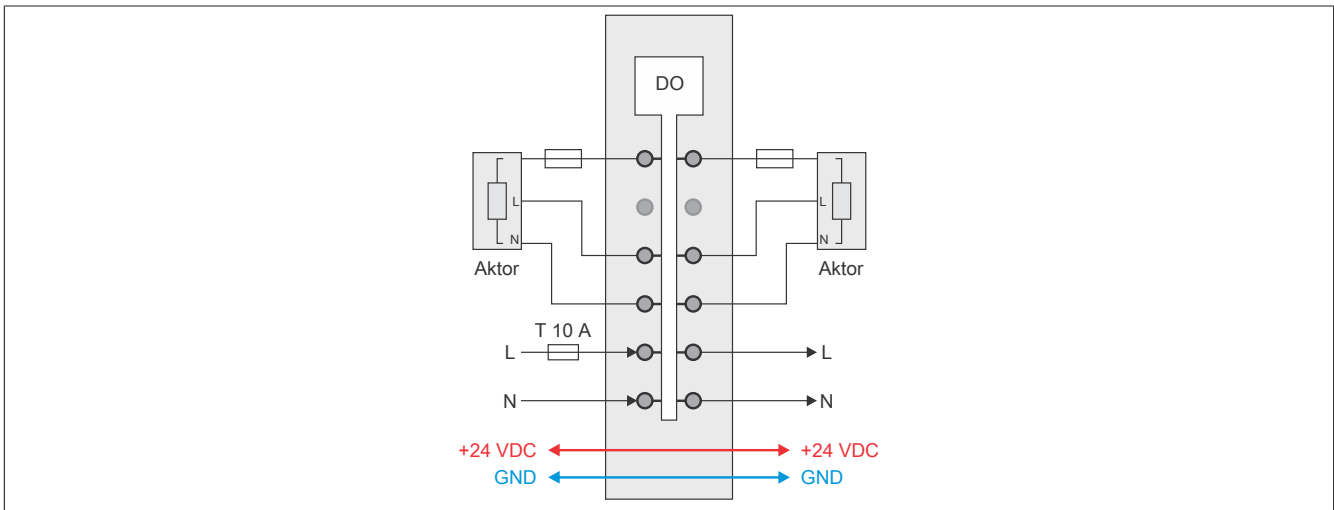 DO
L
N
Aktor
L
N
Aktor
T 10 A
L
L
N
N
+24 VDC
+24 VDC
GND
GND